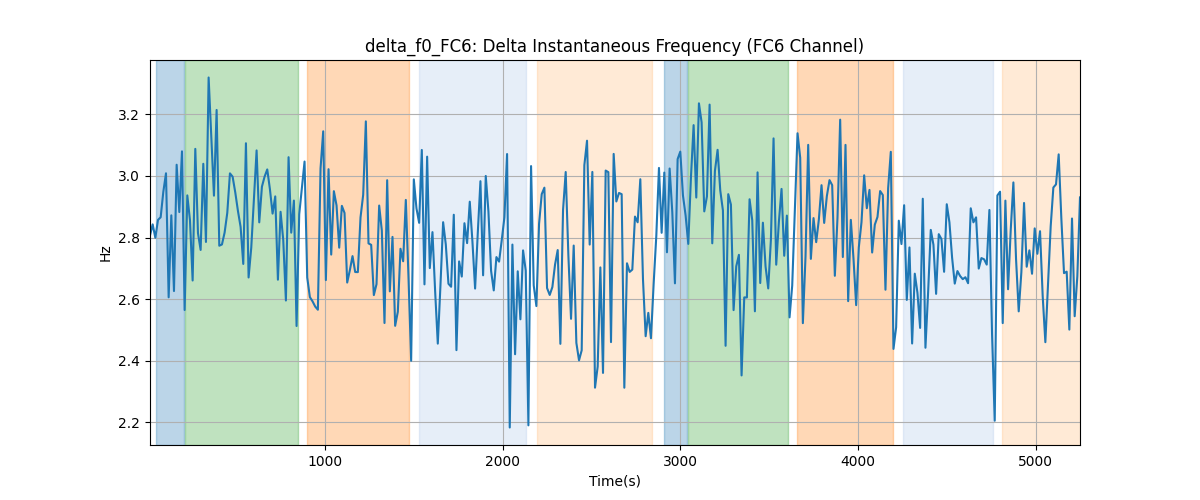 delta_f0_FC6: Delta Instantaneous Frequency (FC6 Channel)
3.2
3.0
2.8
2.6
2.4
2.2
Hz
1000 2000 3000 4000 5000
Time(s)